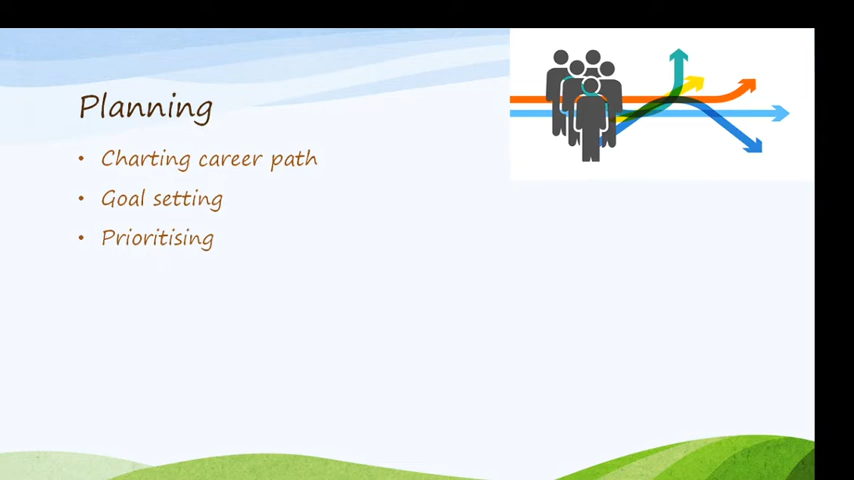 Planning
• Charting career path
• Goal setting
• Prioritising